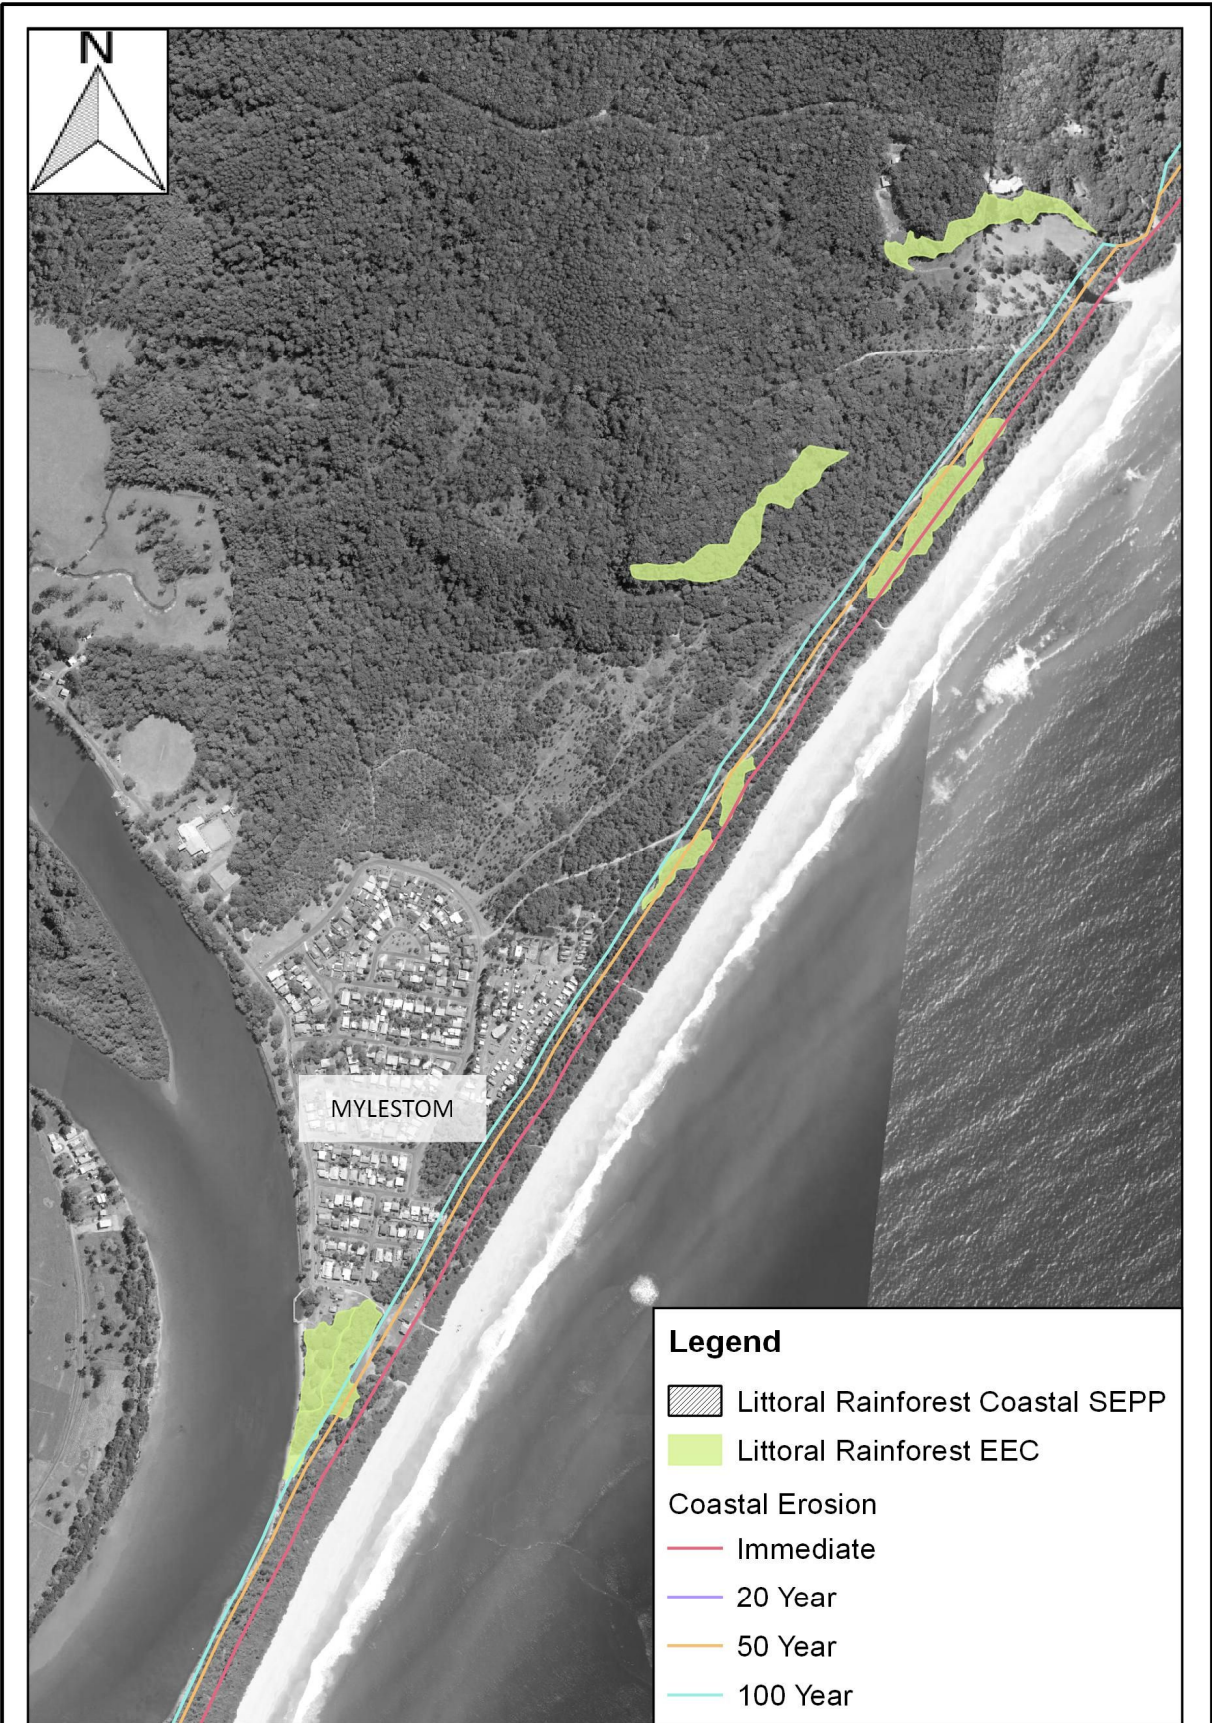 N
MYLESTOM
Legend
Littoral Rainforest Coastal SEPP
Littoral Rainforest EEC
Coastal Erosion
Immediate
20 Year
50 Year
100 Year